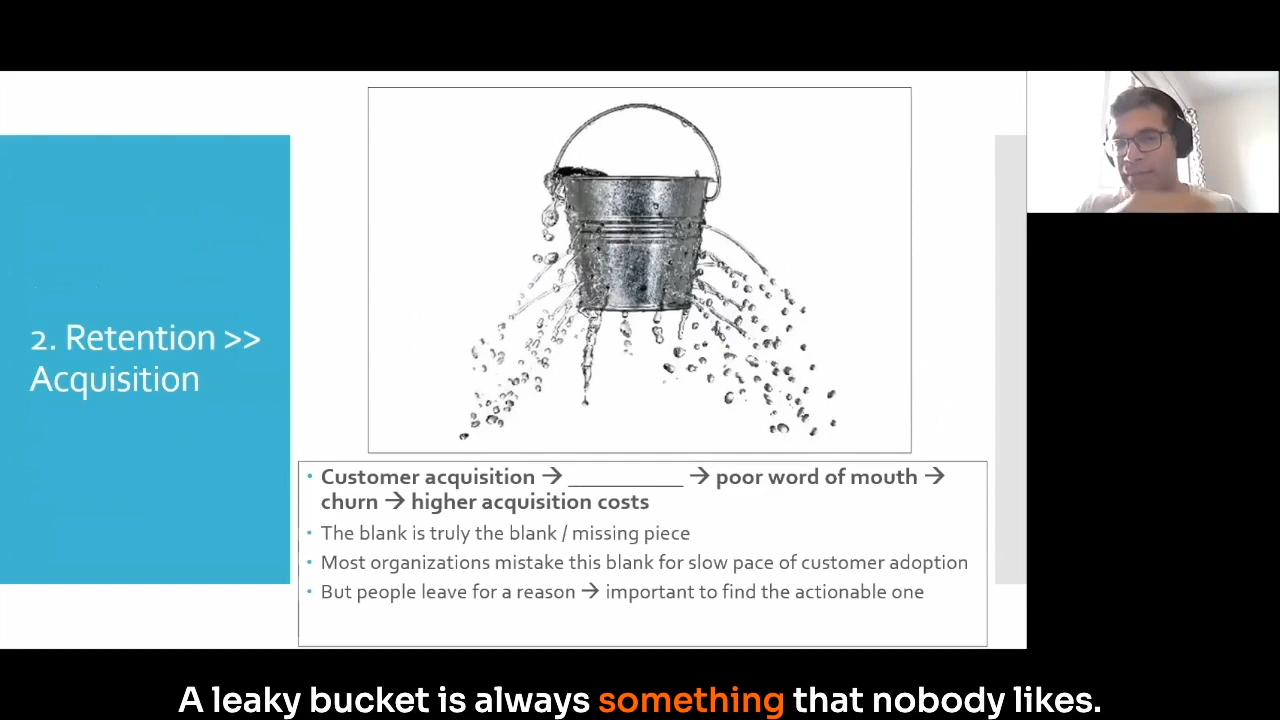 2. Retention >>
Acquisition
• Customer acquisition → __________ → poor word of mouth →
churn → higher acquisition costs
• The blank is truly the blank / missing piece
• Most organizations mistake this blank for slow pace of customer adoption
• But people leave for a reason → important to find the actionable one
A leaky bucket is always something that nobody likes.